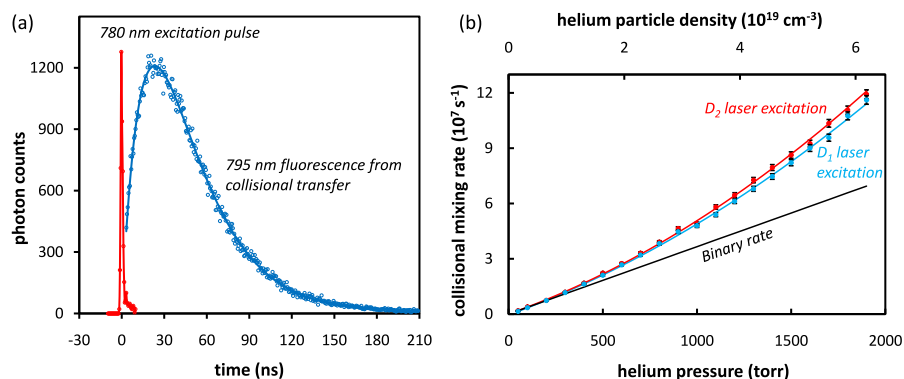 (a)
780 nm excitation pulse
1200
900
600
300
0
photon counts
795 nm fluorescence from
collisional transfer
-30 0 30 60 90 120 150 180 210
time (ns)
(b)
helium particle density (10¹⁹ cm⁻³)
0 2 4 6
12
9
6
3
0
collisional mixing rate (10⁷ s⁻¹)
D₂ laser excitation
D₁ laser
excitation
Binary rate
0 500 1000 1500 2000
helium pressure (torr)